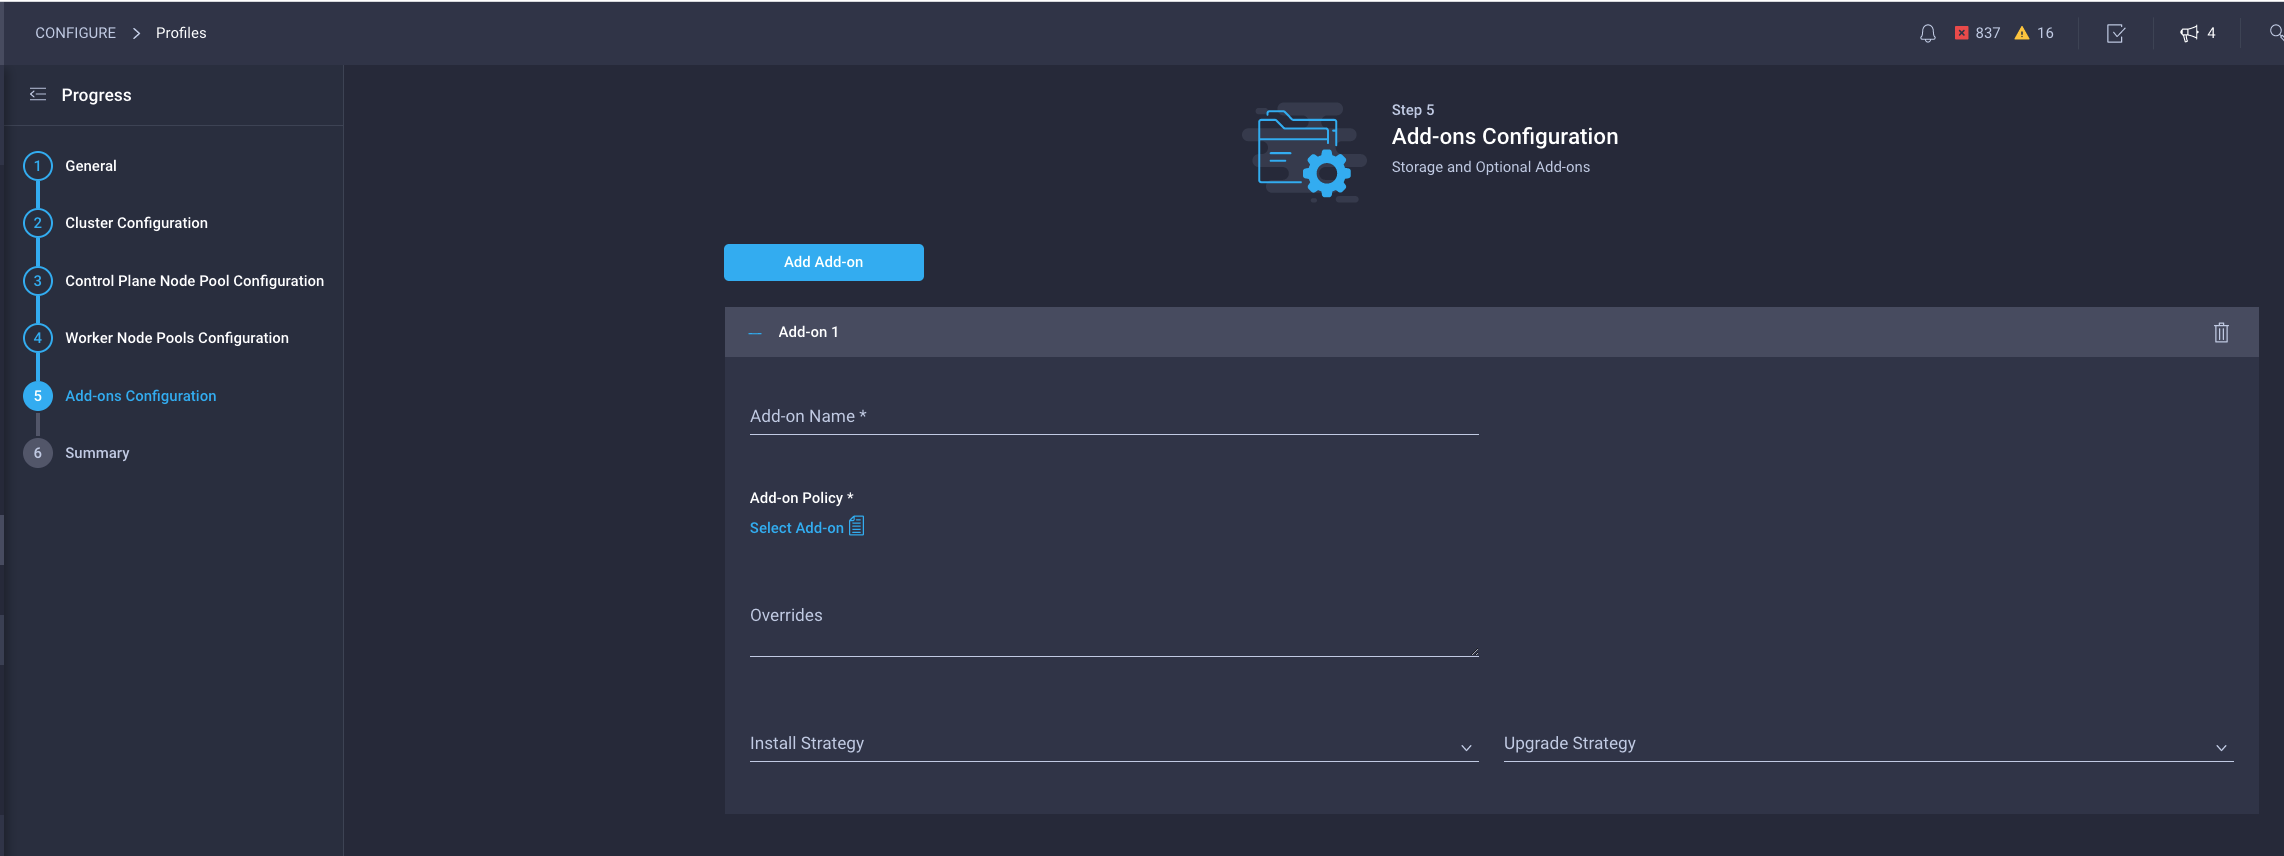 CONFIGURE > Profiles
837
16
4
Progress
1 General
2 Cluster Configuration
3 Control Plane Node Pool Configuration
4 Worker Node Pools Configuration
5 Add-ons Configuration
6 Summary
Step 5
Add-ons Configuration
Storage and Optional Add-ons
Add Add-on
Add-on 1
Add-on Name *
Add-on Policy *
Select Add-on
Overrides
Install Strategy
Upgrade Strategy